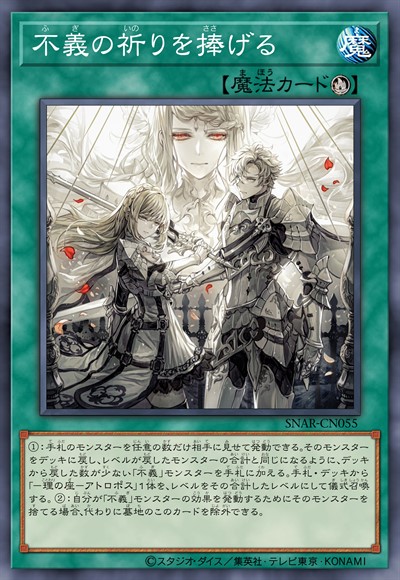 不義の祈りを捧げる
魔
【魔法カード】
SNAR-CN055
①:手札のモンスターを任意の数だけ相手に見せて発動できる。そのモンスター
をデッキに戻し、レベルが戻したモンスターの合計と同じになるように、デッキ
から戻した数が少ない「不義」モンスターを手札に加える。手札・デッキから
「一理の座－アトロポス」1体を、レベルをその合計したレベルにして儀式召喚
する。②:自分が「不義」モンスターの効果を発動するためにそのモンスターを
捨てる場合、代わりに墓地のこのカードを除外できる。
©スタジオ・ダイス/集英社・テレビ東京・KONAMI